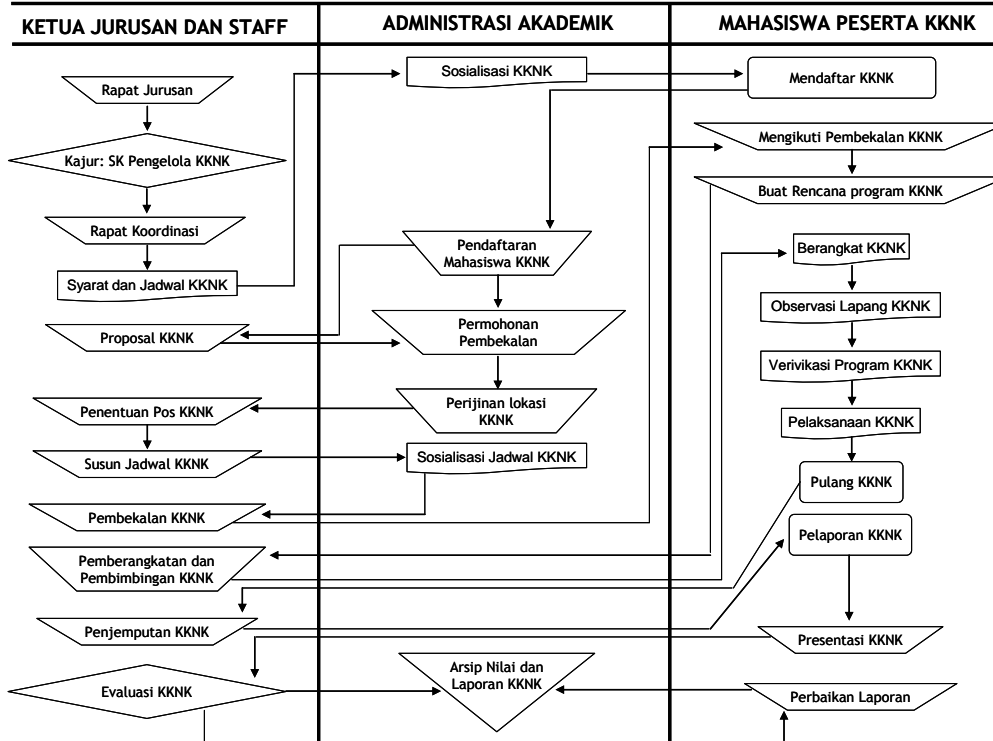 KETUA JURUSAN DAN STAFF
ADMINISTRASI AKADEMIK
MAHASISWA PESERTA KKNK
Rapat Jurusan
Kajur: SK Pengelola KKNK
Rapat Koordinasi
Syarat dan Jadwal KKNK
Proposal KKNK
Penentuan Pos KKNK
Susun Jadwal KKNK
Pembekalan KKNK
Pemberangkatan dan
Pembimbingan KKNK
Penjemputan KKNK
Evaluasi KKNK
Sosialisasi KKNK
Pendaftaran
Mahasiswa KKNK
Permohonan
Pembekalan
Perijinan lokasi
KKNK
Sosialisasi Jadwal KKNK
Arsip Nilai dan
Laporan KKNK
Mendaftar KKNK
Mengikuti Pembekalan KKNK
Buat Rencana program KKNK
Berangkat KKNK
Observasi Lapang KKNK
Verivikasi Program KKNK
Pelaksanaan KKNK
Pulang KKNK
Pelaporan KKNK
Presentasi KKNK
Perbaikan Laporan